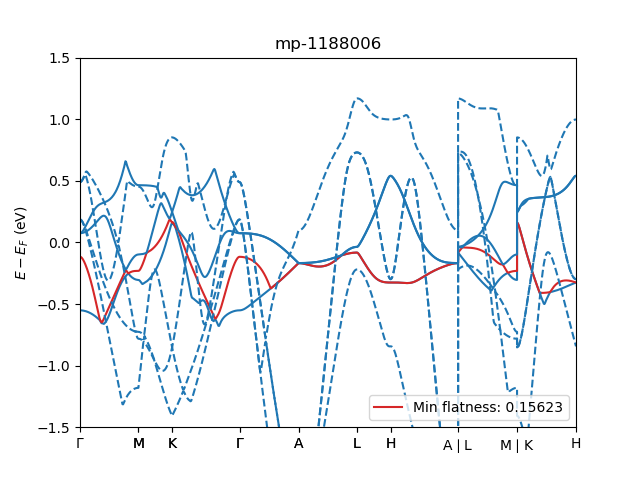 mp-1188006
E − E_F (eV)
1.5
1.0
0.5
0.0
−0.5
−1.0
−1.5
Min flatness: 0.15623
Γ M K Γ A L H A | L M | K H